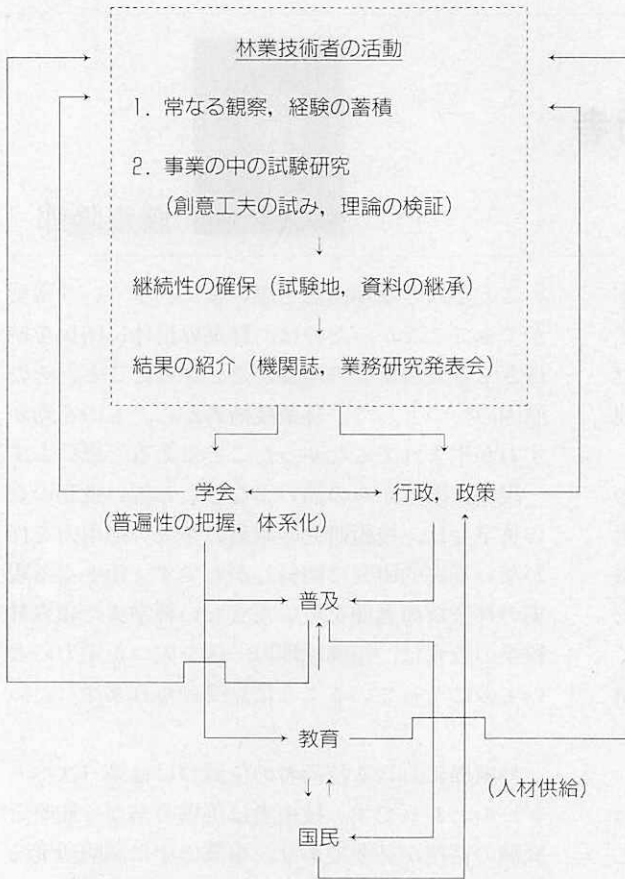 林業技術者の活動
1. 常なる観察，経験の蓄積
2. 事業の中の試験研究
(創意工夫の試み，理論の検証)
継続性の確保（試験地，資料の継承）
結果の紹介（機関誌，業務研究発表会）
学会 行政，政策
(普遍性の把握，体系化)
普及
教育
(人材供給)
国民